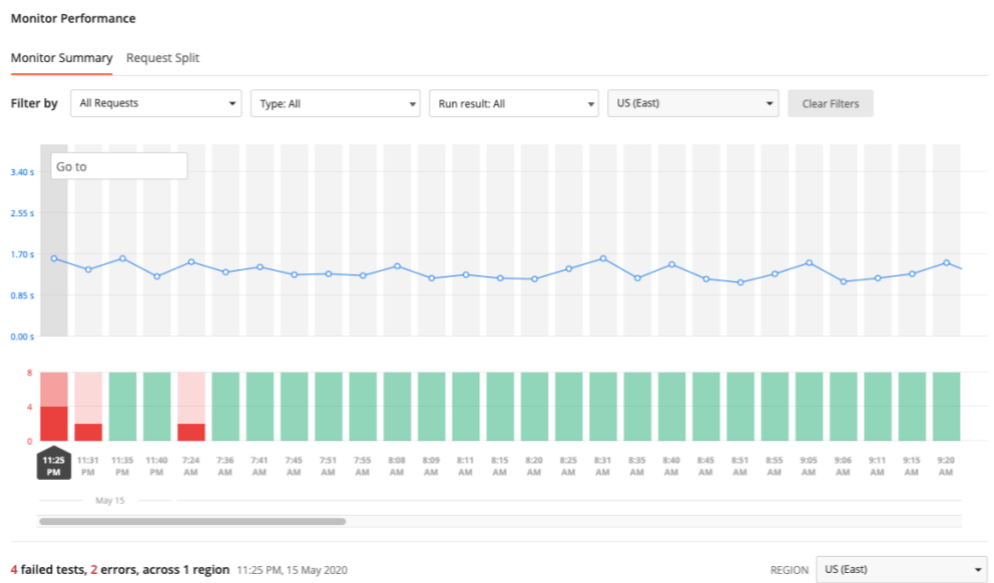 Monitor Performance
Monitor Summary Request Split
Filter by All Requests Type: All Run result: All US (East) Clear Filters
Go to
3.40 s
2.55 s
1.70 s
0.85 s
0.00 s
8
4
0
11:25 PM 11:31 PM 11:35 PM 11:40 PM 7:24 AM 7:36 AM 7:41 AM 7:45 AM 7:51 AM 7:55 AM 8:08 AM 8:09 AM 8:11 AM 8:15 AM 8:20 AM 8:25 AM 8:31 AM 8:35 AM 8:40 AM 8:45 AM 8:51 AM 8:55 AM 9:05 AM 9:06 AM 9:11 AM 9:15 AM 9:20 AM
May 15
4 failed tests, 2 errors, across 1 region 11:25 PM, 15 May 2020 REGION US (East)